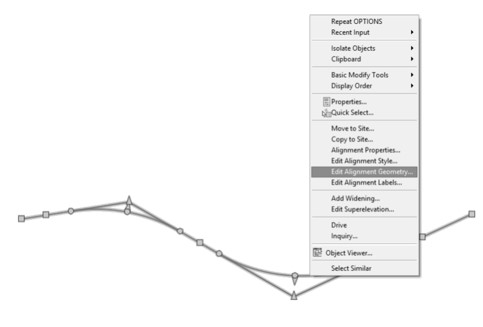 Repeat OPTIONS
Recent Input
Isolate Objects
Clipboard
Basic Modify Tools
Display Order
Properties...
Quick Select...
Move to Site...
Copy to Site...
Alignment Properties...
Edit Alignment Style...
Edit Alignment Geometry...
Edit Alignment Labels...
Add Widening...
Edit Superelevation...
Drive
Inquiry...
Object Viewer...
Select Similar